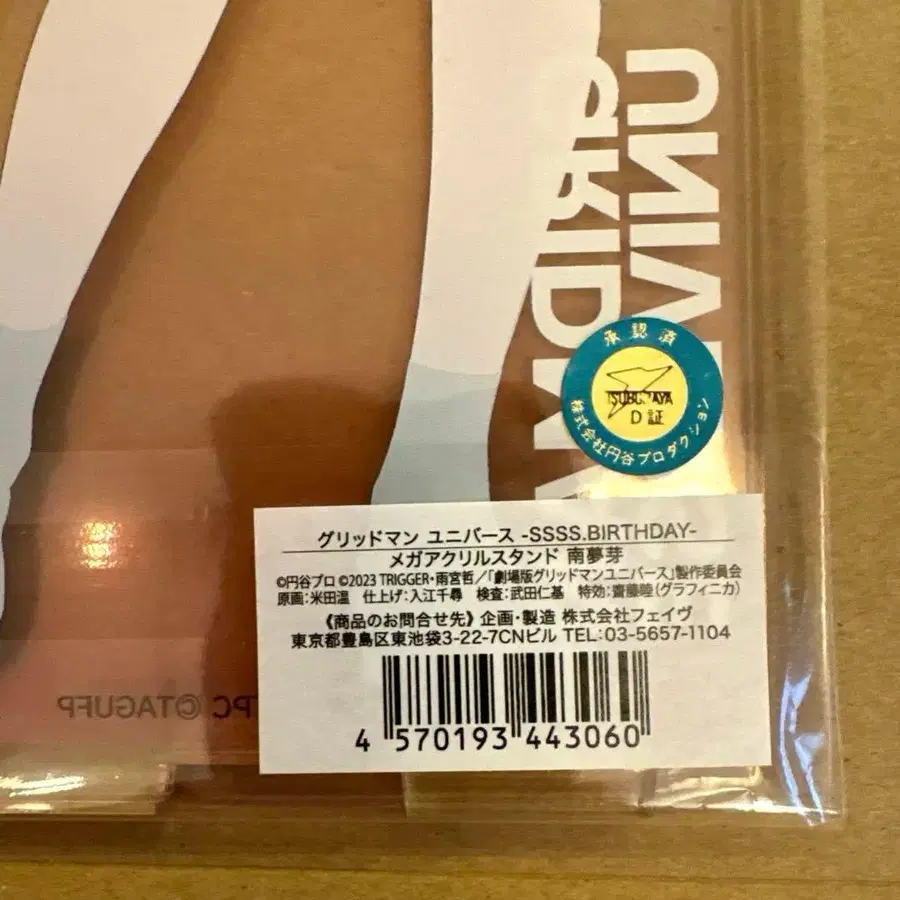 UNIV
GRIDMA
承認済
TSUBURAYA
D証
株式会社円谷プロダクション
グリッドマン ユニバース -SSSS.BIRTHDAY-
メガアクリルスタンド 南夢芽
©円谷プロ ©2023 TRIGGER・雨宮哲／「劇場版グリッドマンユニバース」製作委員会
原画：米田温 仕上げ：入江千尋 検査：武田仁基 特効：齋藤睦（グラフィニカ）
《商品のお問合せ先》企画・製造 株式会社フェイヴ
東京都豊島区東池袋3-22-7CNビル TEL：03-5657-1104
4 570193 443060
PC ©TAGUFP